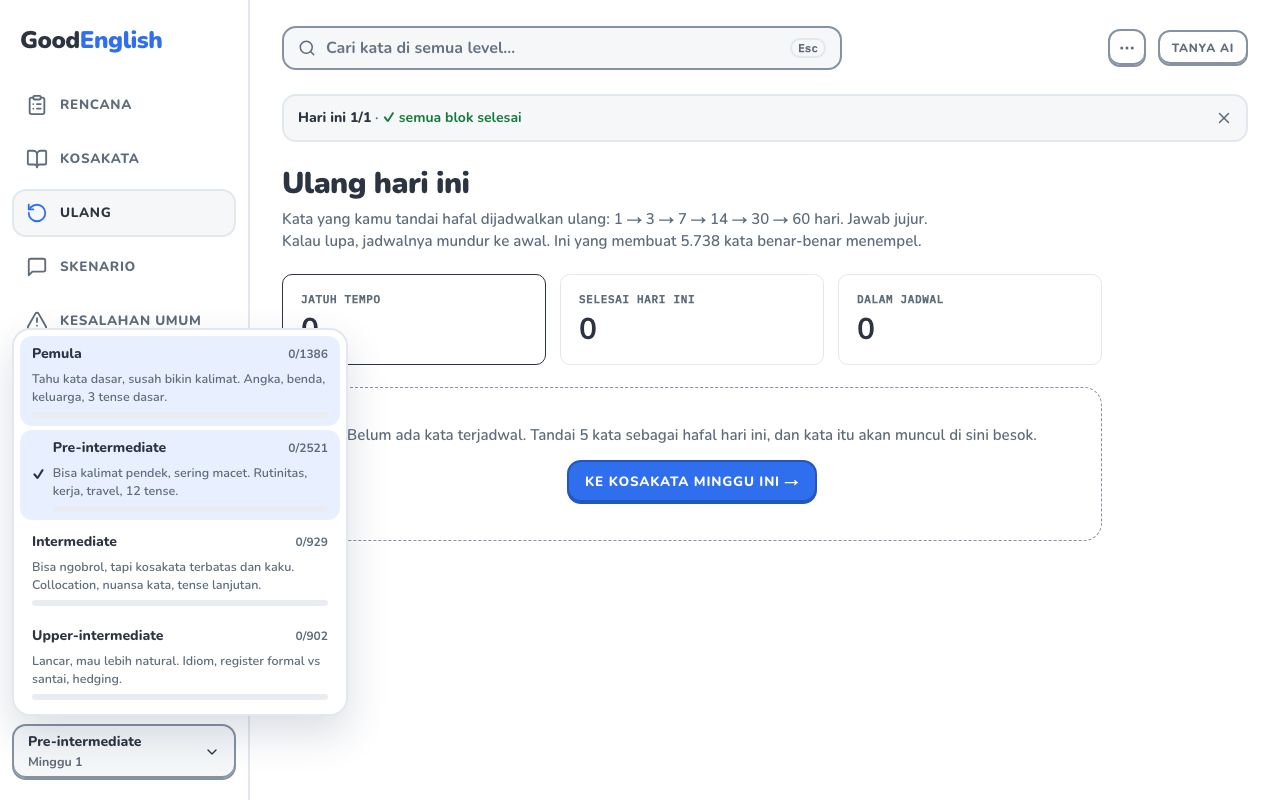 GoodEnglish
RENCANA
KOSAKATA
ULANG
SKENARIO
KESALAHAN UMUM
Pemula 0/1386
Tahu kata dasar, susah bikin kalimat. Angka, benda,
keluarga, 3 tense dasar.
Pre-intermediate 0/2521
Bisa kalimat pendek, sering macet. Rutinitas,
kerja, travel, 12 tense.
Intermediate 0/929
Bisa ngobrol, tapi kosakata terbatas dan kaku.
Collocation, nuansa kata, tense lanjutan.
Upper-intermediate 0/902
Lancar, mau lebih natural. Idiom, register formal vs
santai, hedging.
Pre-intermediate
Minggu 1
Cari kata di semua level... Esc
TANYA AI
Hari ini 1/1 · ✓ semua blok selesai
Ulang hari ini
Kata yang kamu tandai hafal dijadwalkan ulang: 1 → 3 → 7 → 14 → 30 → 60 hari. Jawab jujur.
Kalau lupa, jadwalnya mundur ke awal. Ini yang membuat 5.738 kata benar-benar menempel.
JATUH TEMPO
0
SELESAI HARI INI
0
DALAM JADWAL
0
Belum ada kata terjadwal. Tandai 5 kata sebagai hafal hari ini, dan kata itu akan muncul di sini besok.
KE KOSAKATA MINGGU INI →